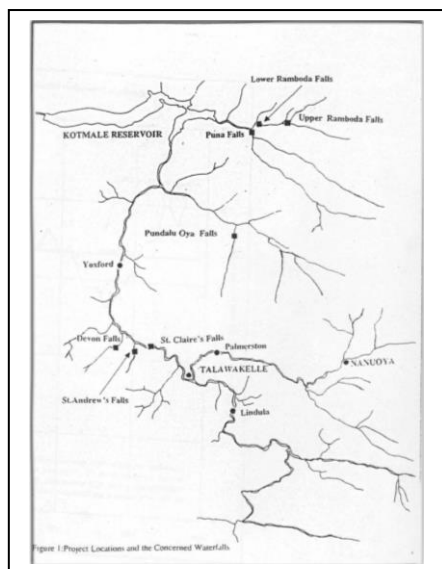 Lower Ramboda Falls
Upper Ramboda Falls
KOTMALE RESERVOIR
Puna Falls
Pundalu Oya Falls
Yoxford
Devon Falls
St. Claire's Falls
Palmerston
NANUOYA
TALAWAKELLE
St.Andrew's Falls
Lindula
Figure 1:Project Locations and the Concerned Waterfalls